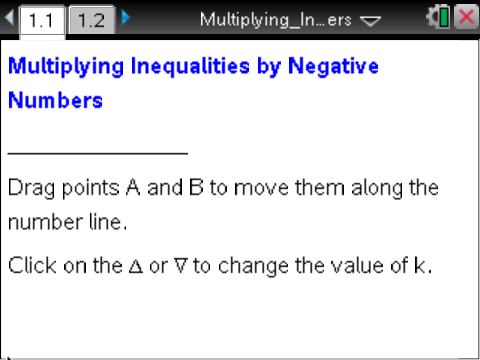 1.1 1.2 Multiplying_In...ers
Multiplying Inequalities by Negative
Numbers
Drag points A and B to move them along the
number line.
Click on the Δ or ∇ to change the value of k.